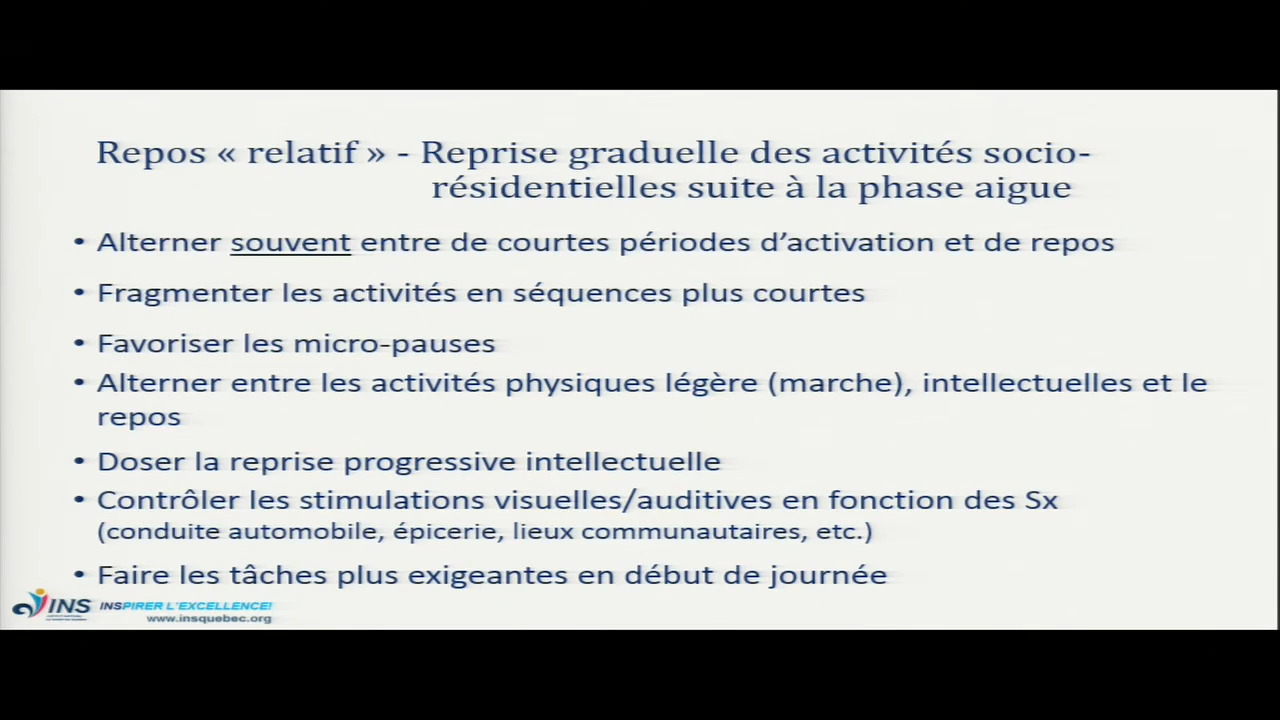 Repos « relatif » - Reprise graduelle des activités socio-
résidentielles suite à la phase aigue
• Alterner souvent entre de courtes périodes d’activation et de repos
• Fragmenter les activités en séquences plus courtes
• Favoriser les micro-pauses
• Alterner entre les activités physiques légère (marche), intellectuelles et le
repos
• Doser la reprise progressive intellectuelle
• Contrôler les stimulations visuelles/auditives en fonction des Sx
(conduite automobile, épicerie, lieux communautaires, etc.)
• Faire les tâches plus exigeantes en début de journée
INS INSPIRER L'EXCELLENCE!
www.insquebec.org